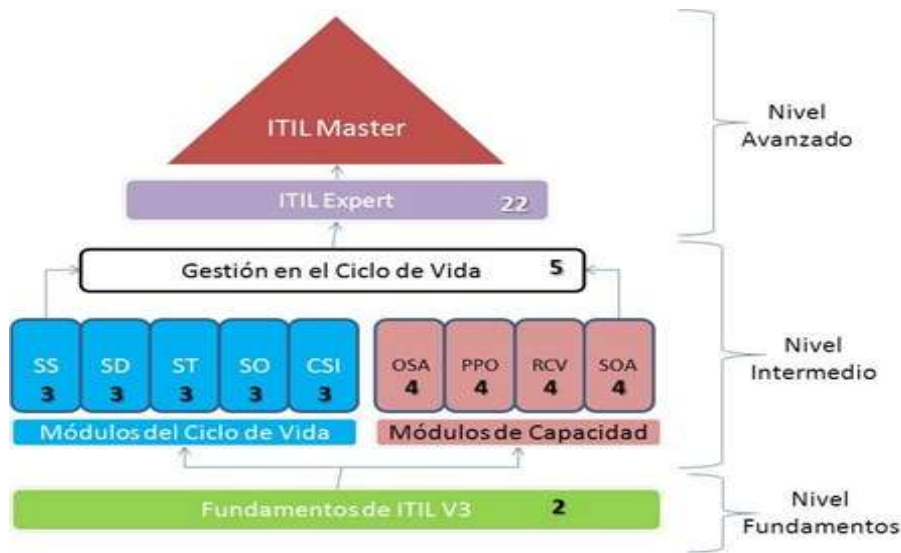 ITIL Master
Nivel
Avanzado
ITIL Expert 22
Gestión en el Ciclo de Vida 5
SS SD ST SO CSI OSA PPO RCV SOA
3 3 3 3 3 4 4 4 4
Módulos del Ciclo de Vida Módulos de Capacidad
Nivel
Intermedio
Fundamentos de ITIL V3 2
Nivel
Fundamentos